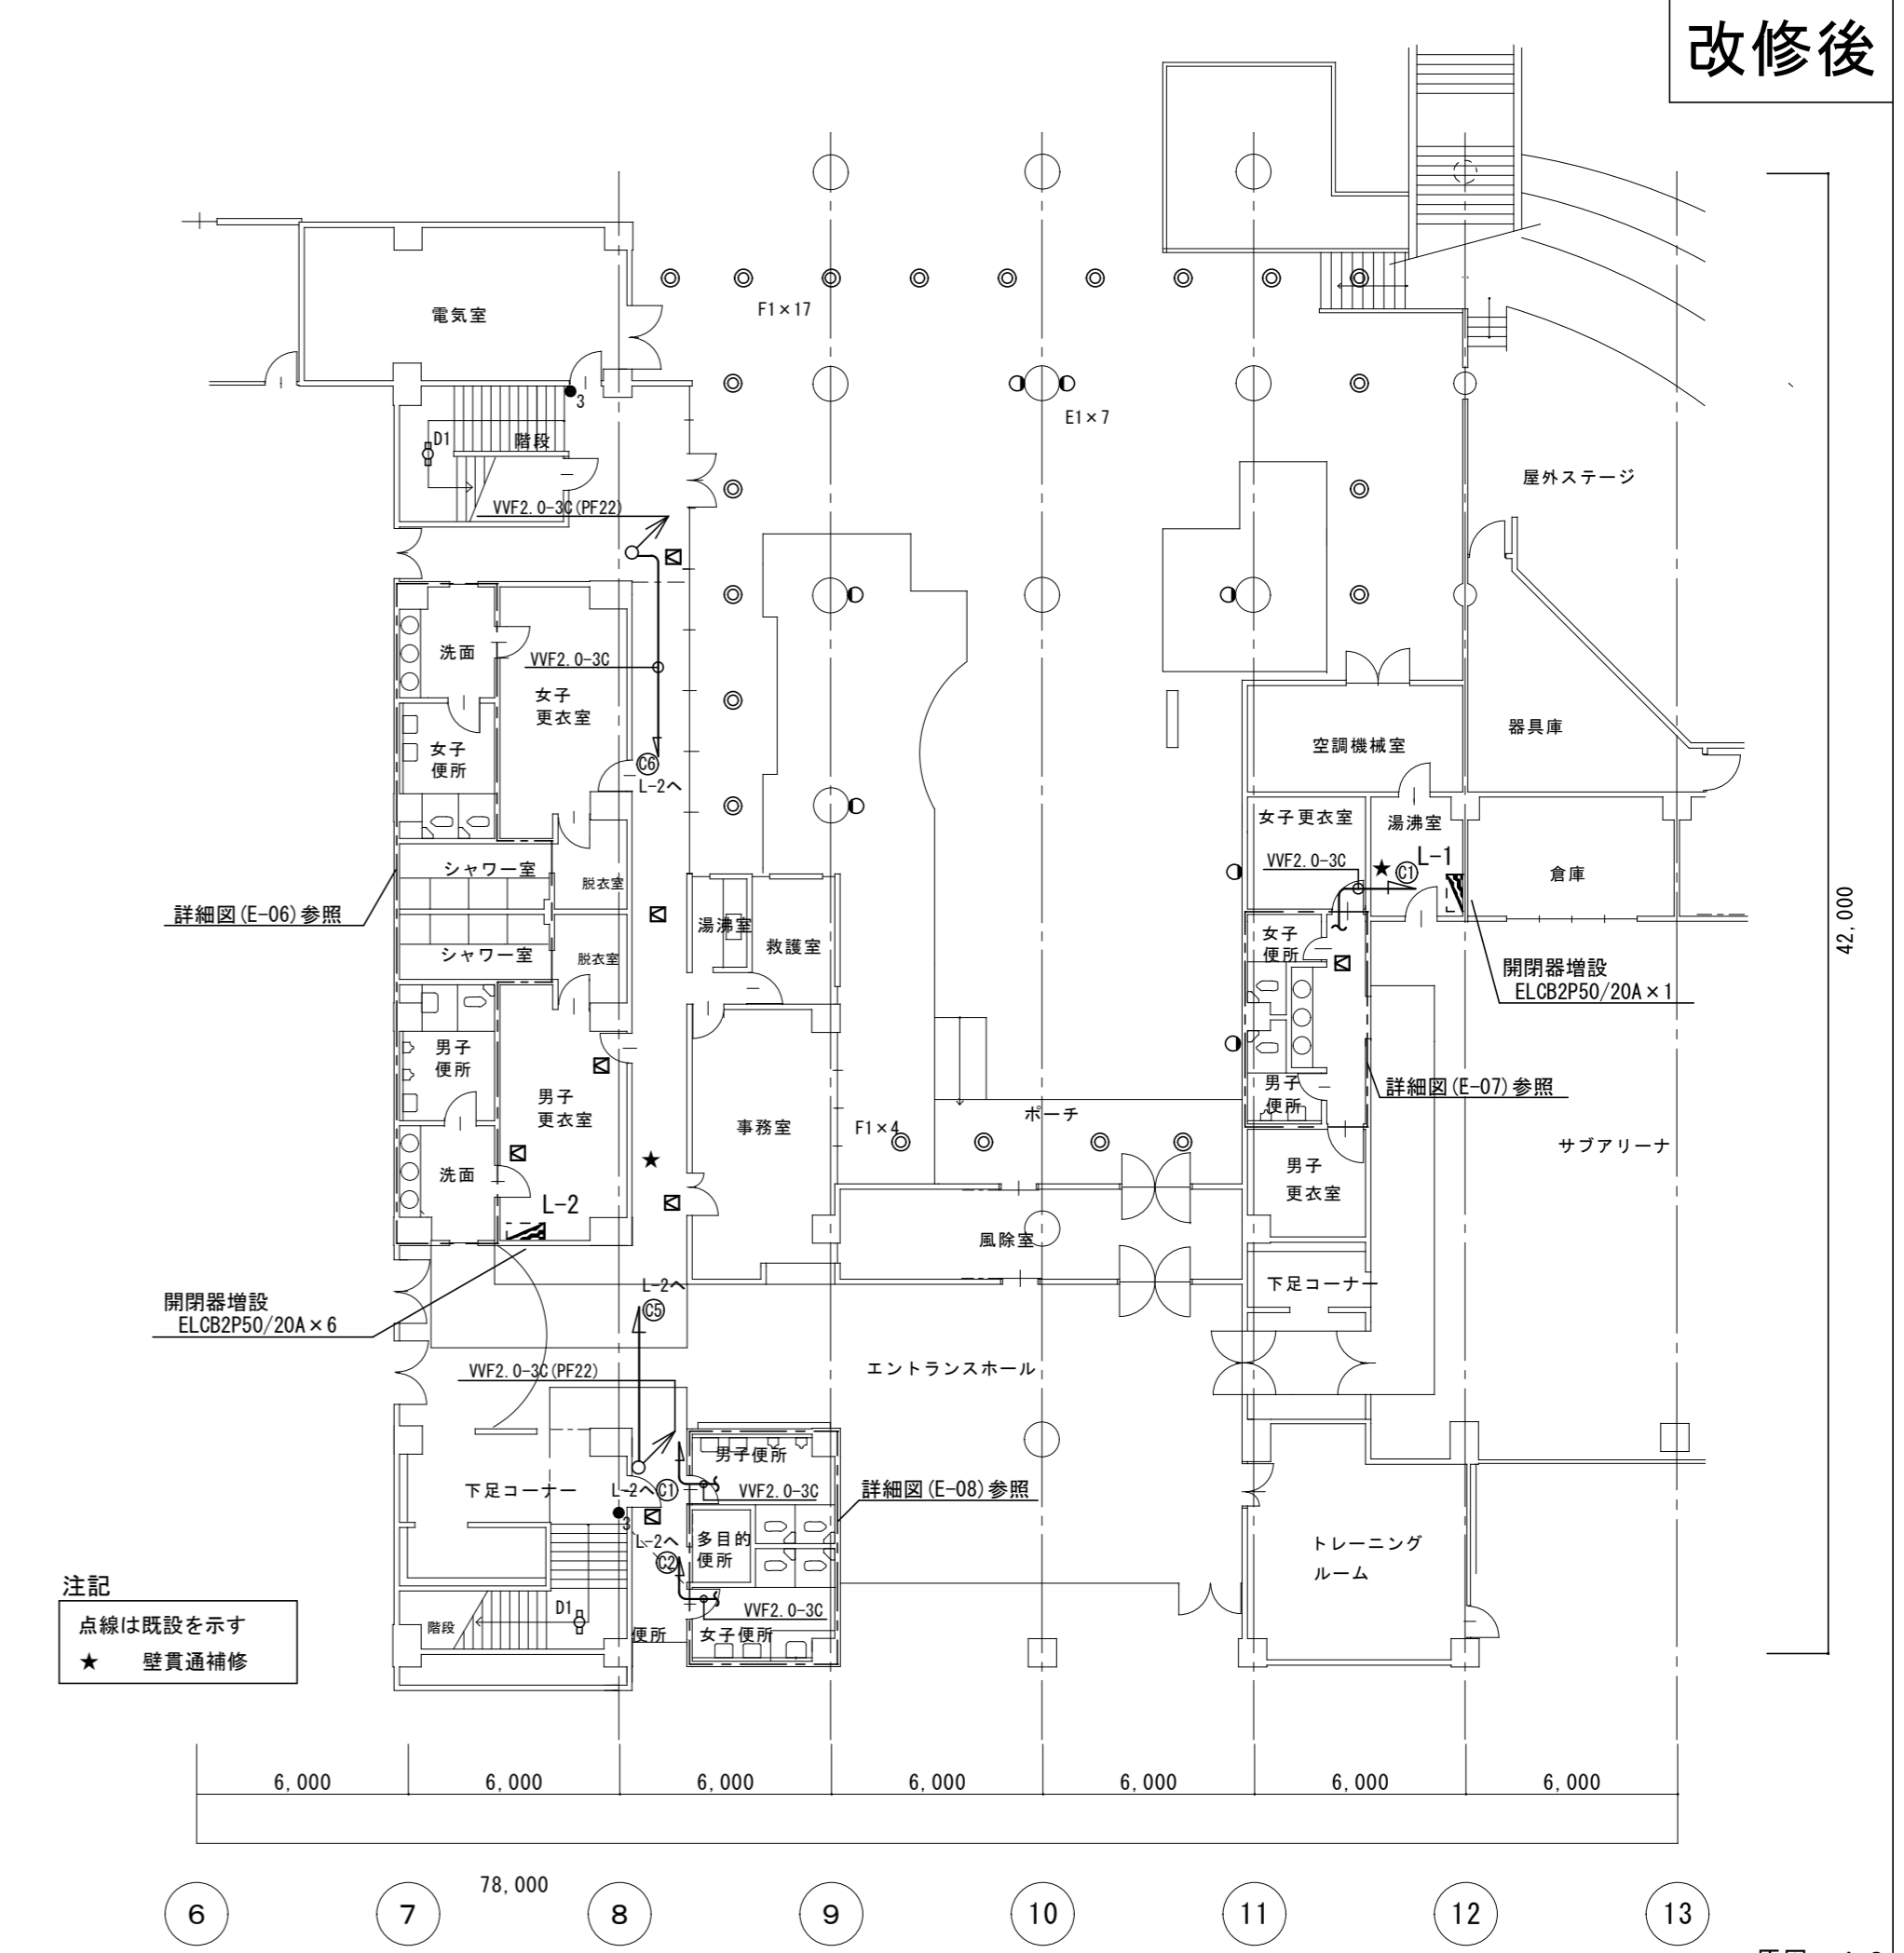 改修後
電気室
F1×17
3
E1×7
D1
階段
屋外ステージ
VVF2.0-3C(PF22)
洗面
VVF2.0-3C
女子
更衣室
女子
便所
C6
L-2へ
器具庫
空調機械室
女子更衣室
湯沸室
VVF2.0-3C
★
C1
L-1
倉庫
シャワー室
脱衣室
詳細図(E-06)参照
湯沸室
救護室
女子
便所
42,000
シャワー室
脱衣室
開閉器増設
ELCB2P50/20A×1
男子
便所
男子
更衣室
事務室
F1×4
ポーチ
男子
便所
詳細図(E-07)参照
サブアリーナ
★
洗面
男子
更衣室
L-2
風除室
下足コーナー
L-2へ
C5
開閉器増設
ELCB2P50/20A×6
VVF2.0-3C(PF22)
エントランスホール
男子便所
下足コーナー
L-2へ
C1
VVF2.0-3C
詳細図(E-08)参照
3
L-2へ
C2
多目的
便所
トレーニング
ルーム
注記
点線は既設を示す
★ 壁貫通補修
D1
階段
VVF2.0-3C
便所
女子便所
6,000
6,000
6,000
6,000
6,000
6,000
6,000
78,000
6
7
8
9
10
11
12
13